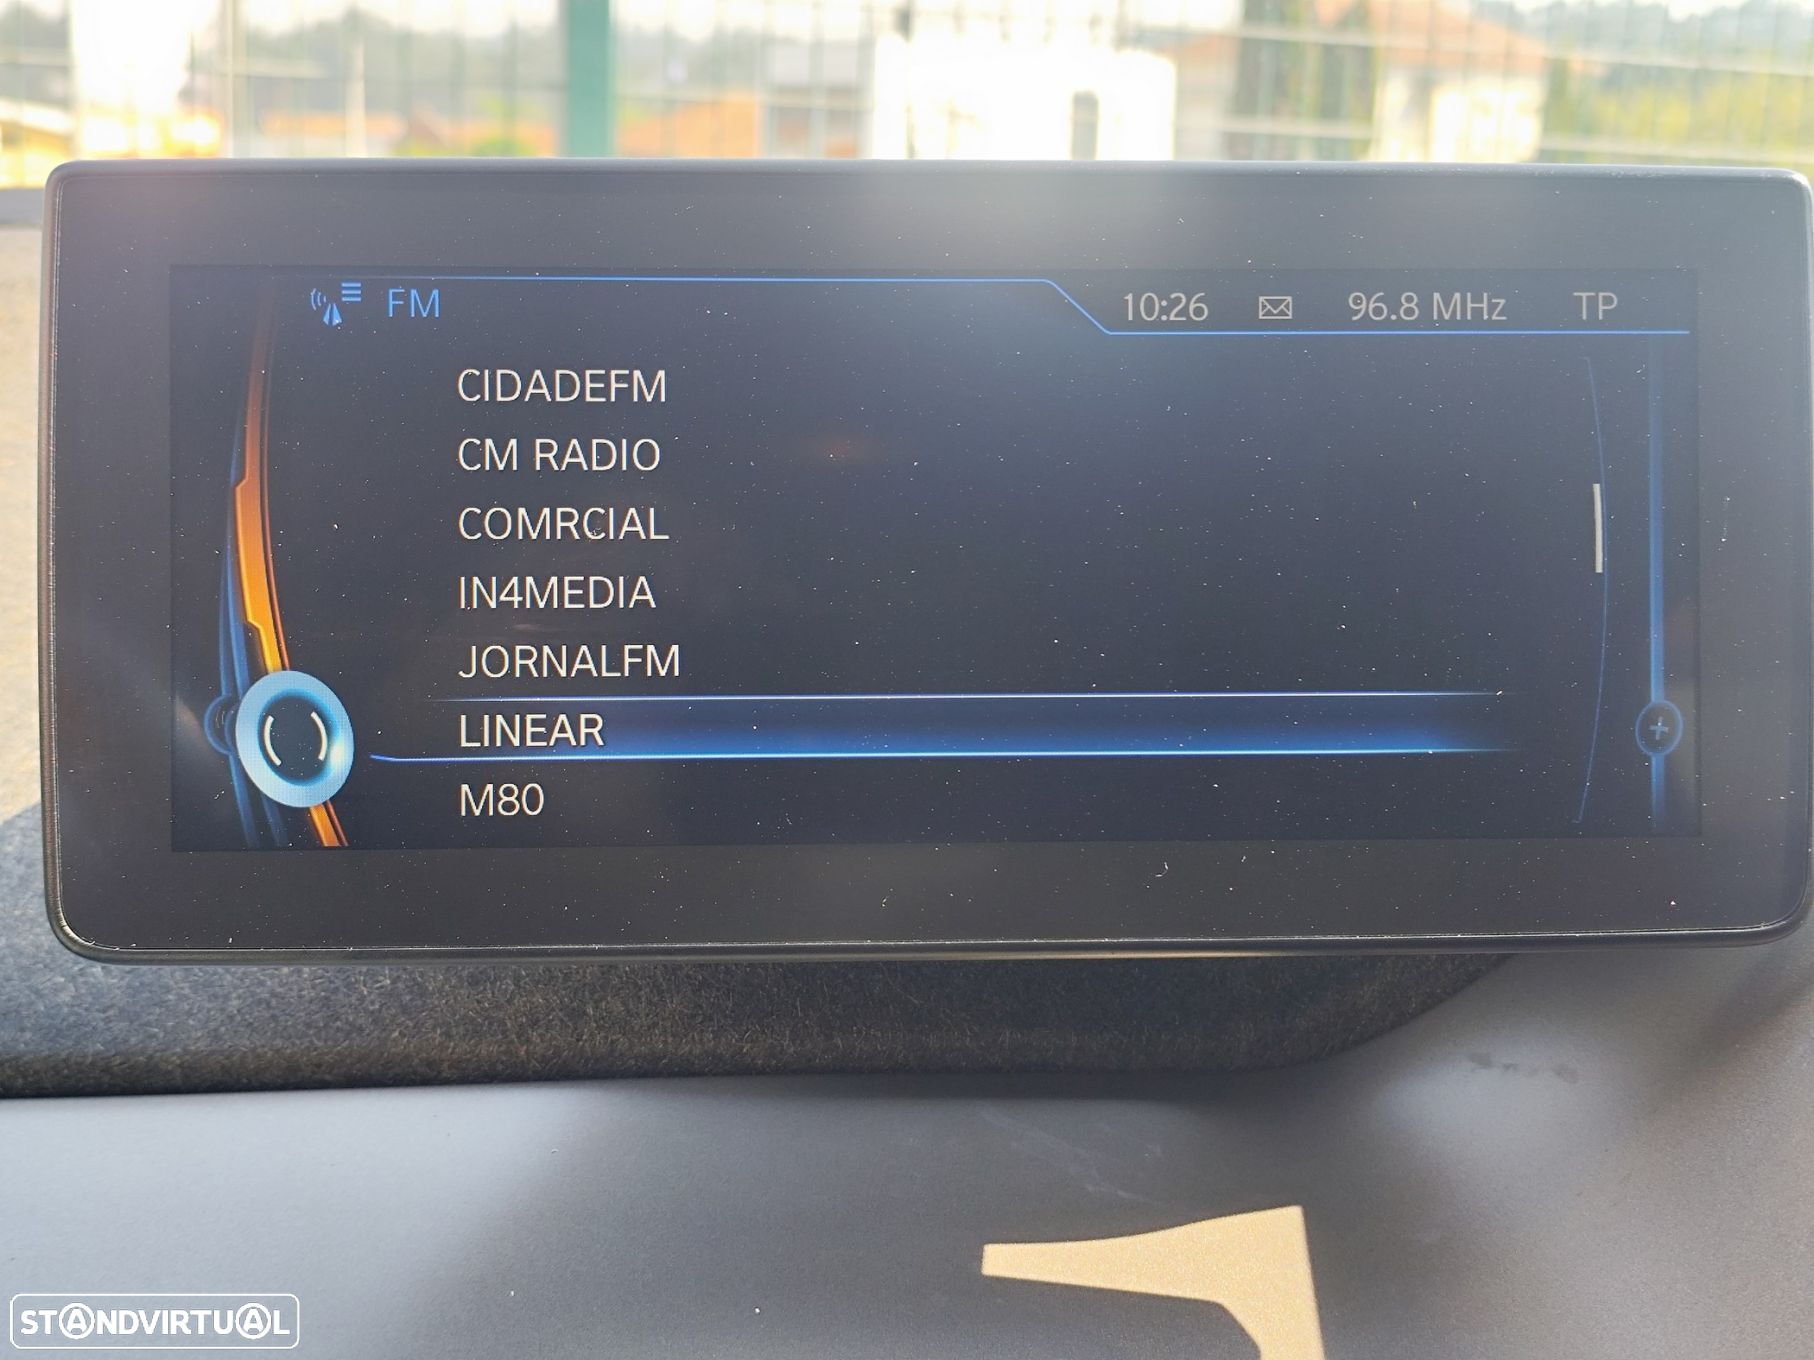 FM
10:26 96.8 MHz TP
CIDADEFM
CM RADIO
COMRCIAL
IN4MEDIA
JORNALFM
LINEAR
M80
STANDVIRTUAL